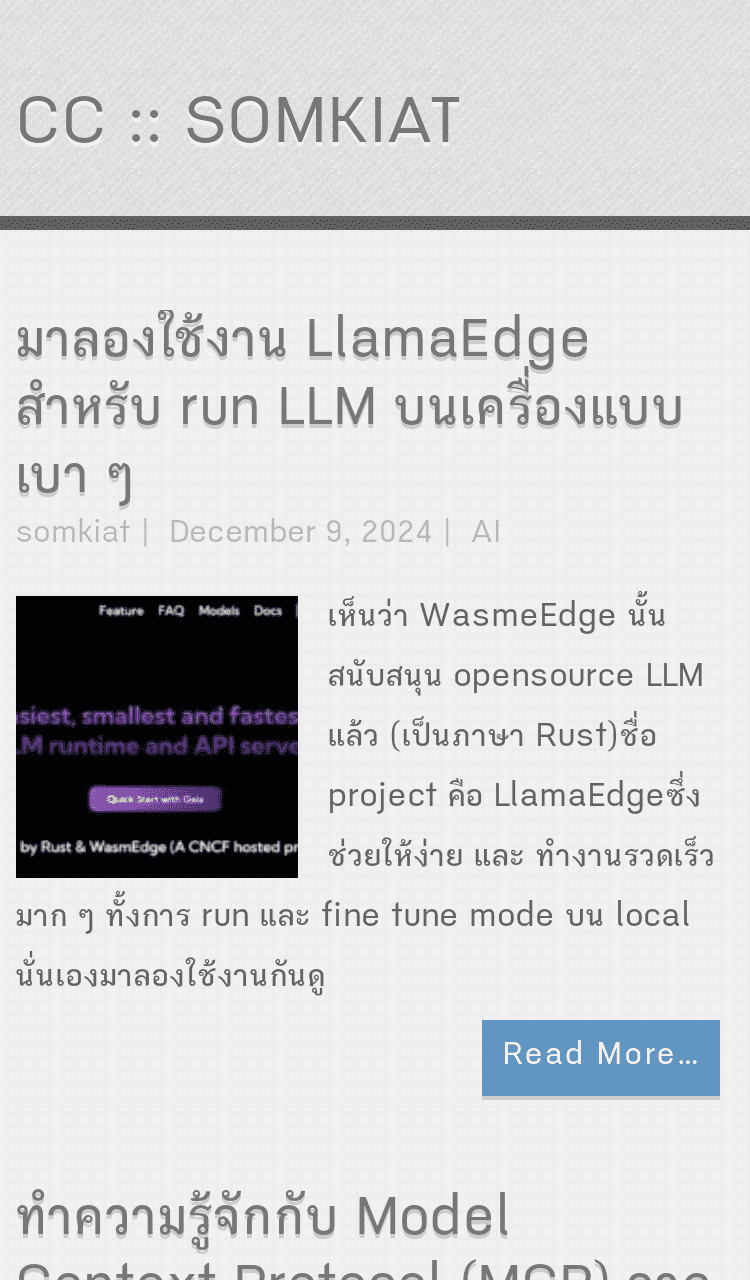 CC :: SOMKIAT
มาลองใช้งาน LlamaEdge
สำหรับ run LLM บนเครื่องแบบ
เบา ๆ
somkiat | December 9, 2024 | AI
Feature FAQ Models Docs
siest, smallest and fastes
LM runtime and API serve
Quick Start with Gaia
by Rust & WasmEdge (A CNCF hosted pr
เห็นว่า WasmeEdge นั้น
สนับสนุน opensource LLM
แล้ว (เป็นภาษา Rust)ชื่อ
project คือ LlamaEdgeซึ่ง
ช่วยให้ง่าย และ ทำงานรวดเร็ว
มาก ๆ ทั้งการ run และ fine tune mode บน local
นั่นเองมาลองใช้งานกันดู
Read More…
ทำความรู้จักกับ Model
Context Protocol (MCP)